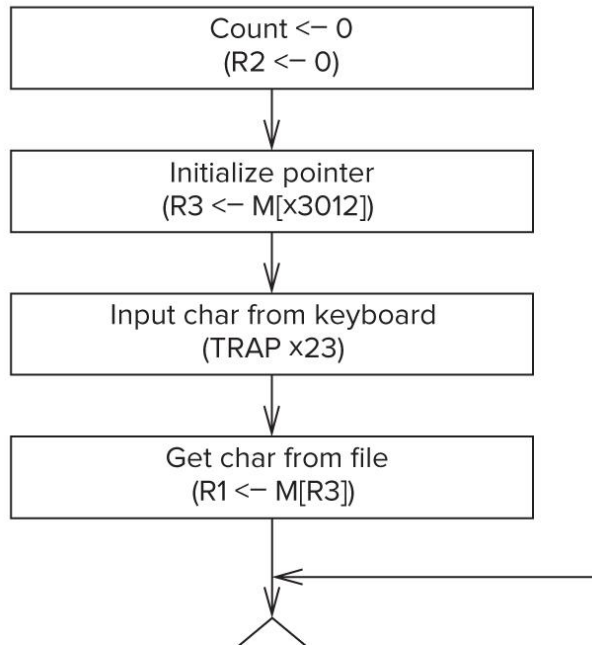 Count <– 0
(R2 <– 0)
Initialize pointer
(R3 <– M[x3012])
Input char from keyboard
(TRAP x23)
Get char from file
(R1 <– M[R3])